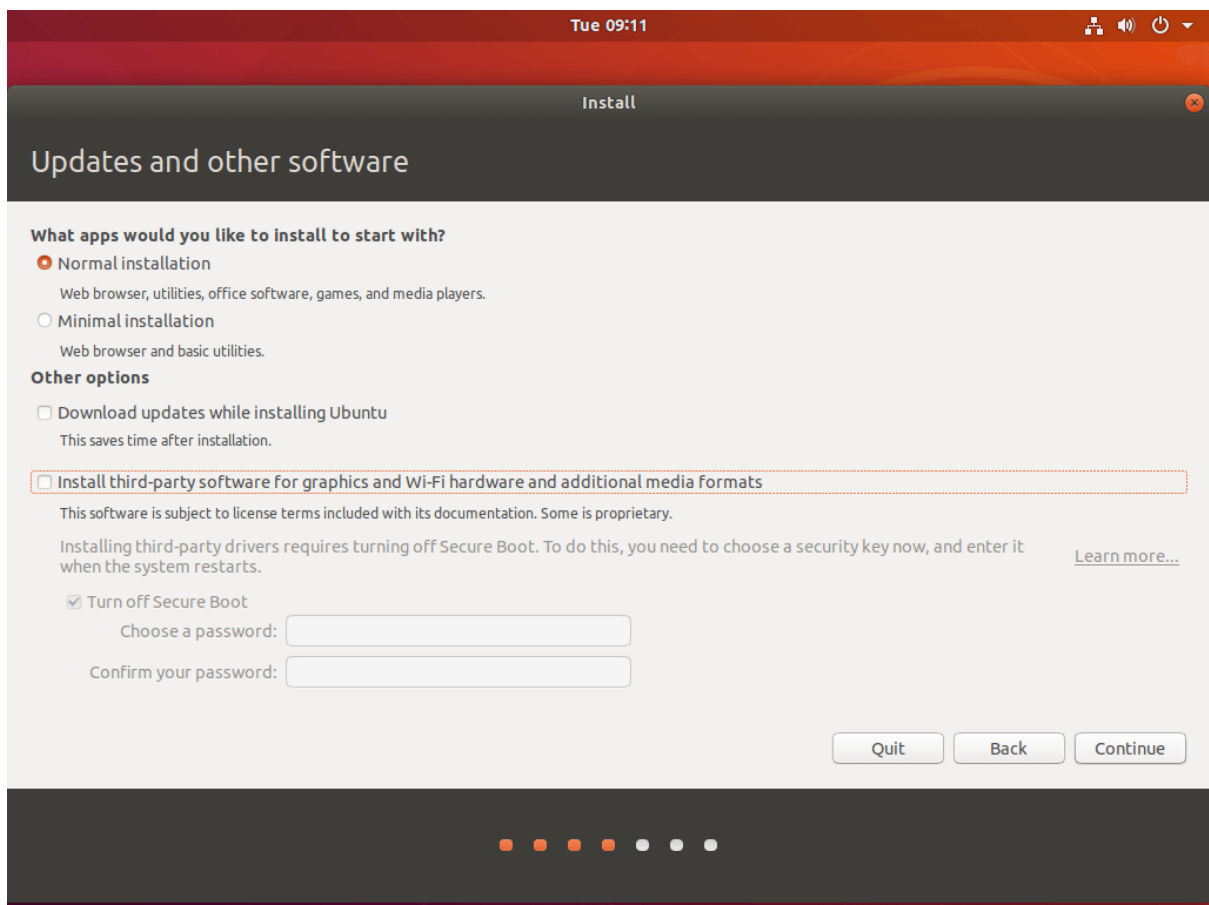 Tue 09:11
Install
Updates and other software
What apps would you like to install to start with?
Normal installation
Web browser, utilities, office software, games, and media players.
Minimal installation
Web browser and basic utilities.
Other options
Download updates while installing Ubuntu
This saves time after installation.
Install third-party software for graphics and Wi-Fi hardware and additional media formats
This software is subject to license terms included with its documentation. Some is proprietary.
Installing third-party drivers requires turning off Secure Boot. To do this, you need to choose a security key now, and enter it
when the system restarts.
Learn more...
Turn off Secure Boot
Choose a password:
Confirm your password:
Quit Back Continue